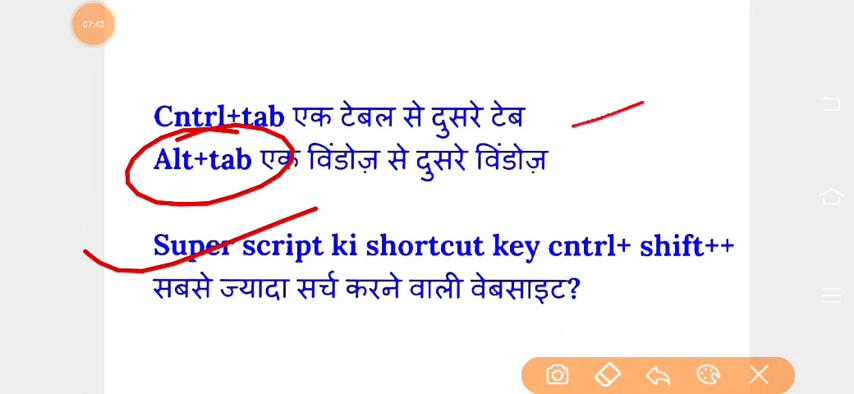 07:43
Cntrl+tab एक टेबल से दुसरे टेब
Alt+tab एक विंडोज़ से दुसरे विंडोज़
Super script ki shortcut key cntrl+ shift++
सबसे ज्यादा सर्च करने वाली वेबसाइट?